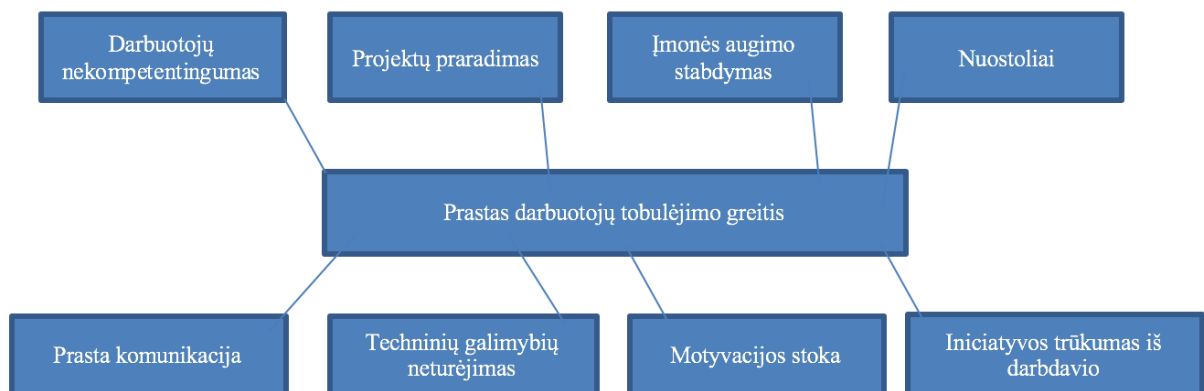 Darbuotojų
nekompetentingumas
Projektų praradimas
Įmonės augimo
stabdymas
Nuostoliai
Prastas darbuotojų tobulėjimo greitis
Prasta komunikacija
Techninių galimybių
neturėjimas
Motyvacijos stoka
Iniciatyvos trūkumas iš
darbdavio